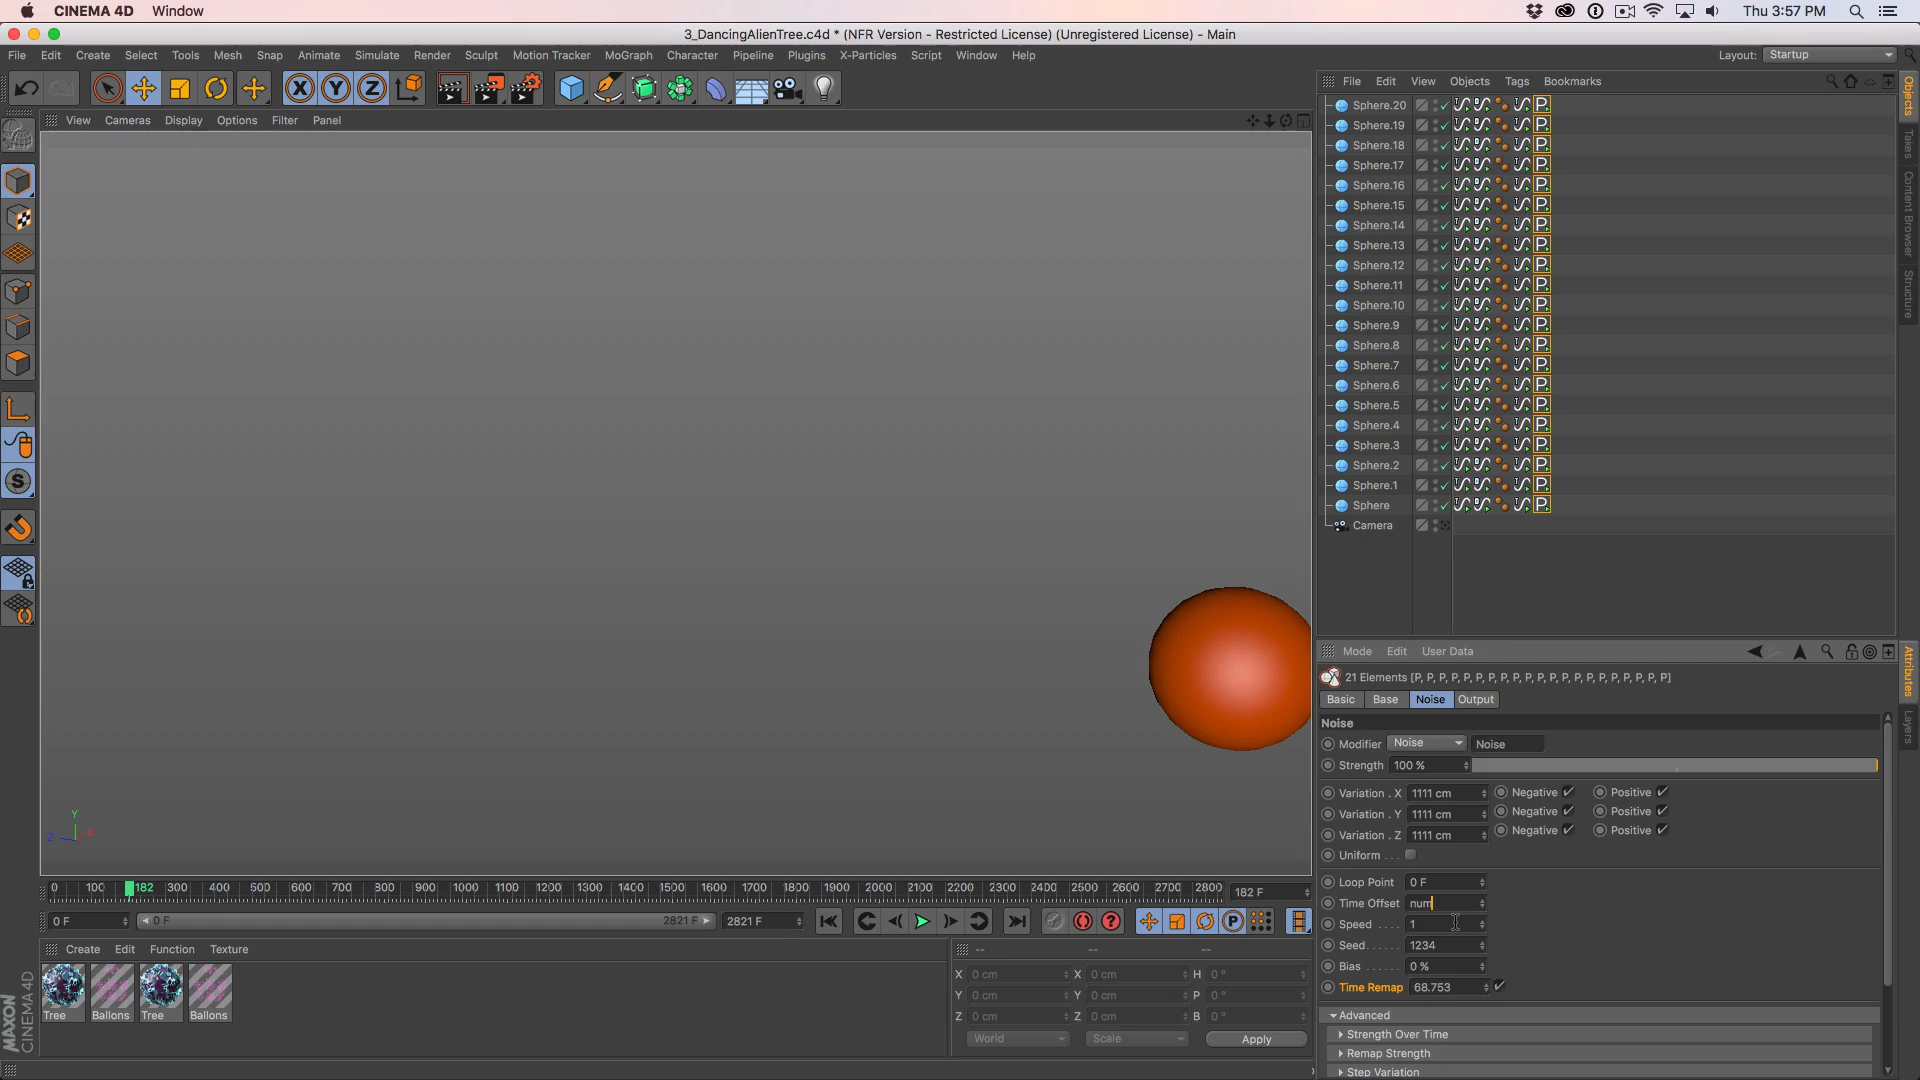 CINEMA 4D Window
Thu 3:57 PM
3_DancingAlienTree.c4d * (NFR Version - Restricted License) (Unregistered License) - Main
File Edit Create Select Tools Mesh Snap Animate Simulate Render Sculpt Motion Tracker MoGraph Character Pipeline Plugins X-Particles Script Window Help
Layout: Startup
X Y Z
File Edit View Objects Tags Bookmarks
View Cameras Display Options Filter Panel
Sphere.20
Sphere.19
Sphere.18
Sphere.17
Sphere.16
Sphere.15
Sphere.14
Sphere.13
Sphere.12
Sphere.11
Sphere.10
Sphere.9
Sphere.8
Sphere.7
Sphere.6
Sphere.5
Sphere.4
Sphere.3
Sphere.2
Sphere.1
Sphere
Camera
Objects
Takes
Content Browser
Structure
Mode Edit User Data
21 Elements [P, P, P, P, P, P, P, P, P, P, P, P, P, P, P, P, P, P, P, P, P]
Basic Base Noise Output
Noise
Modifier Noise Noise
Strength 100 %
Variation . X 1111 cm Negative Positive
Variation . Y 1111 cm Negative Positive
Variation . Z 1111 cm Negative Positive
Uniform . . .
Loop Point 0 F
Time Offset num
Speed . . . . 1
Seed. . . . . . 1234
Bias . . . . . . 0 %
Time Remap 68.753
Advanced
Strength Over Time
Remap Strength
Step Variation
Attributes
Layers
Y
Z X
0 100 182 300 400 500 600 700 800 900 1000 1100 1200 1300 1400 1500 1600 1700 1800 1900 2000 2100 2200 2300 2400 2500 2600 2700 2800 182 F
0 F 0 F 2821 F 2821 F
Create Edit Function Texture
Tree Ballons Tree Ballons
-- -- --
X 0 cm X 0 cm H 0 °
Y 0 cm Y 0 cm P 0 °
Z 0 cm Z 0 cm B 0 °
World Scale Apply
MAXON
CINEMA 4D